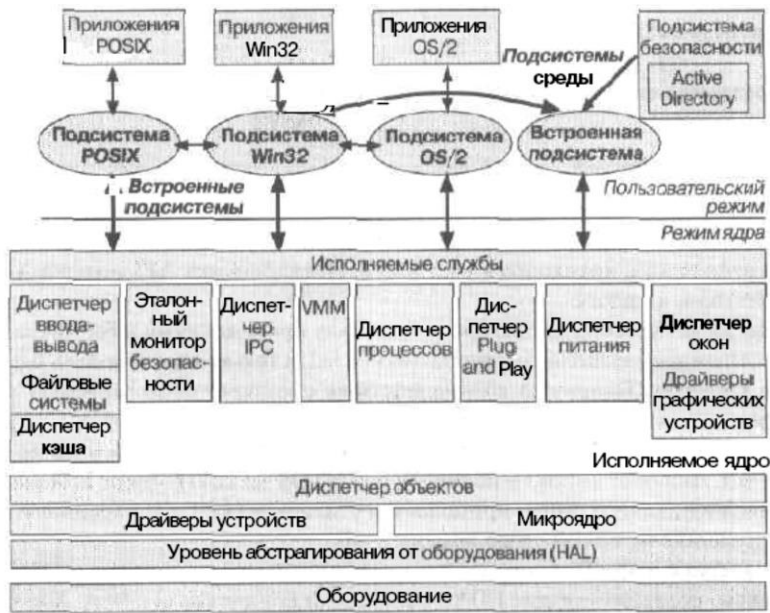 Приложения
POSIX
Приложения
Win32
Приложения
OS/2
Подсистемы
среды
Подсистема
безопасности
Active
Directory
Подсистема
POSIX
Подсистема
Win32
Подсистема
OS/2
Встроенная
подсистема
Встроенные
подсистемы
Пользовательский
режим
Режим ядра
Исполняемые службы
Диспетчер
ввода-
вывода
Файловые
системы
Диспетчер
кэша
Эталон-
ный
монитор
безопас-
ности
Диспет-
чер
IPC
VMM
Диспетчер
процессов
Дис-
петчер
Plug
and Play
Диспетчер
питания
Диспетчер
окон
Драйверы
графических
устройств
Исполняемое ядро
Диспетчер объектов
Драйверы устройств
Микроядро
Уровень абстрагирования от оборудования (HAL)
Оборудование